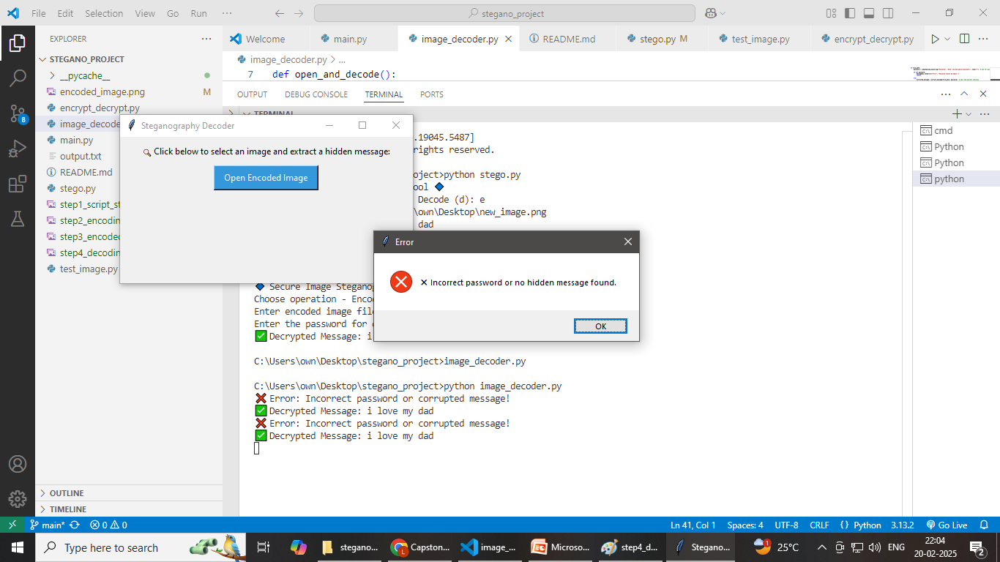 File Edit Selection View Go Run ··· stegano_project
EXPLORER ···
Welcome main.py image_decoder.py README.md stego.py M test_image.py encrypt_decrypt.py ···
STEGANO_PROJECT
__pycache__
encoded_image.png M
encrypt_decrypt.py
image_decode
main.py
output.txt
README.md
stego.py
step1_script_st
step2_encodin
step3_encoded
step4_decodin
test_image.py
OUTLINE
TIMELINE
8
image_decoder.py > ...
7 def open_and_decode():
OUTPUT DEBUG CONSOLE TERMINAL PORTS ···
TERMINAL
.19045.5487]
rights reserved.
oject>python stego.py
ool 🔷
Decode (d): e
\own\Desktop\new_image.png
dad
🔷 Secure Image Stegano
Choose operation - Enco
Enter encoded image fil
Enter the password for
✅ Decrypted Message: i
C:\Users\own\Desktop\stegano_project>image_decoder.py
C:\Users\own\Desktop\stegano_project>python image_decoder.py
❌ Error: Incorrect password or corrupted message!
✅ Decrypted Message: i love my dad
❌ Error: Incorrect password or corrupted message!
✅ Decrypted Message: i love my dad
cmd
Python
Python
python
Steganography Decoder
🔍 Click below to select an image and extract a hidden message:
Open Encoded Image
Error
❌ Incorrect password or no hidden message found.
OK
main* 0 0 Ln 41, Col 1 Spaces: 4 UTF-8 CRLF {} Python 3.13.2 Go Live
Type here to search stegano... Capston... image_... Microso... step4_d... Stegano... 1 25°C ENG 22:04
20-02-2025 2